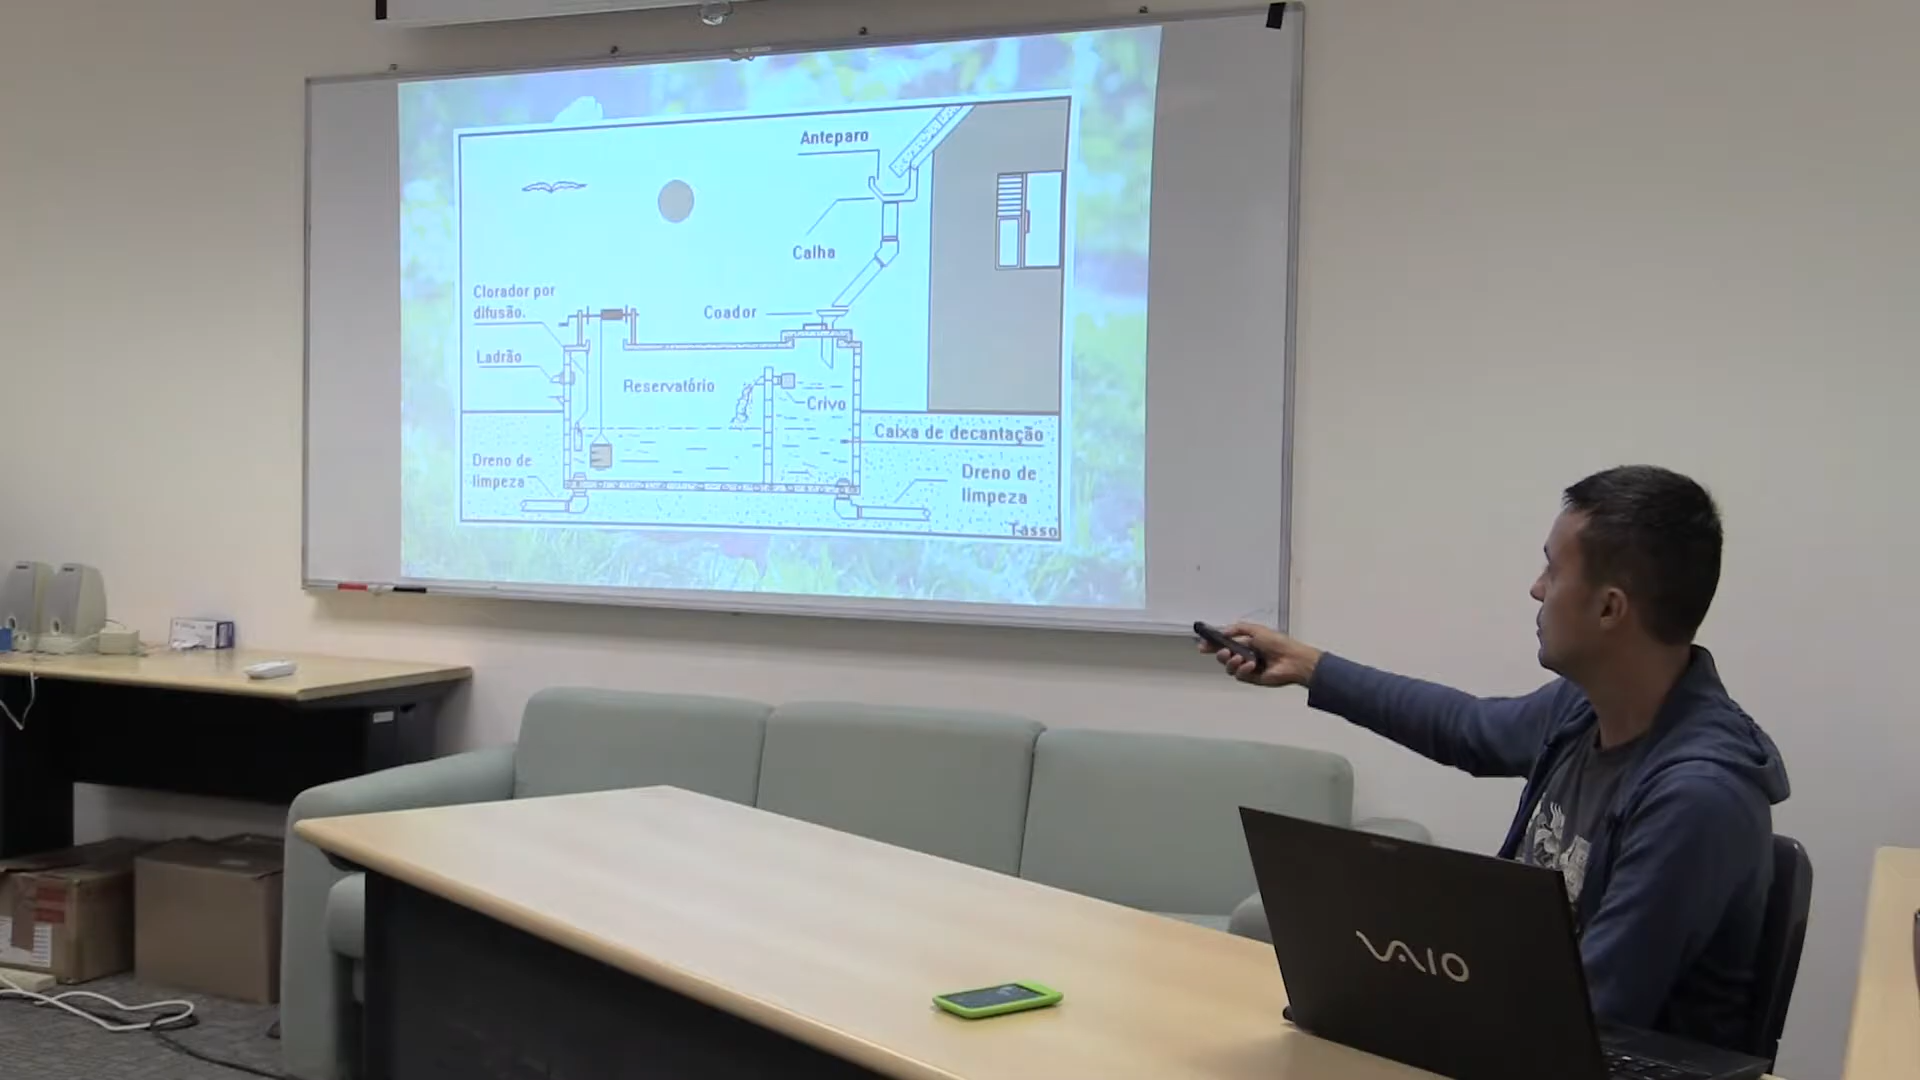 Anteparo
Calha
Clorador por
difusão.
Coador
Ladrão
Reservatório
Crivo
Caixa de decantação
Dreno de
limpeza
Dreno de
limpeza
Tasso
VAIO